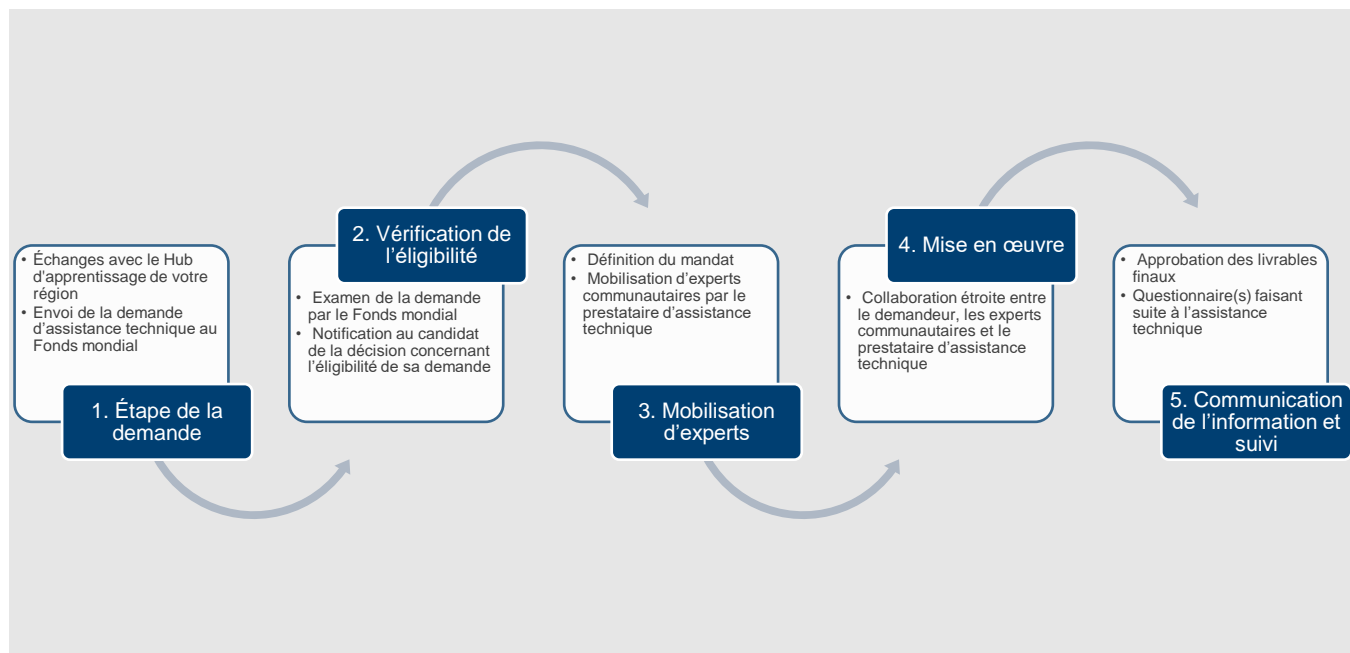 • Échanges avec le Hub
d'apprentissage de votre
région
• Envoi de la demande
d’assistance technique au
Fonds mondial
1. Étape de la
demande
2. Vérification de
l’éligibilité
• Examen de la demande
par le Fonds mondial
• Notification au candidat
de la décision concernant
l’éligibilité de sa demande
• Définition du mandat
• Mobilisation d’experts
communautaires par le
prestataire d’assistance
technique
3. Mobilisation
d’experts
4. Mise en œuvre
• Collaboration étroite entre
le demandeur, les experts
communautaires et le
prestataire d’assistance
technique
• Approbation des livrables
finaux
• Questionnaire(s) faisant
suite à l’assistance
technique
5. Communication
de l’information et
suivi